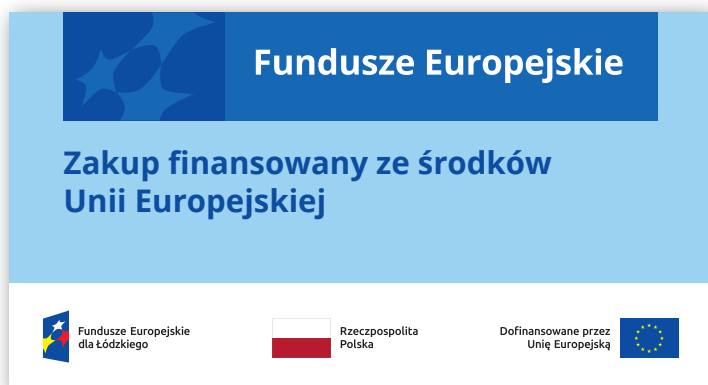 Fundusze Europejskie
Zakup finansowany ze środków
Unii Europejskiej
Fundusze Europejskie
dla Łódzkiego
Rzeczpospolita
Polska
Dofinansowane przez
Unię Europejską